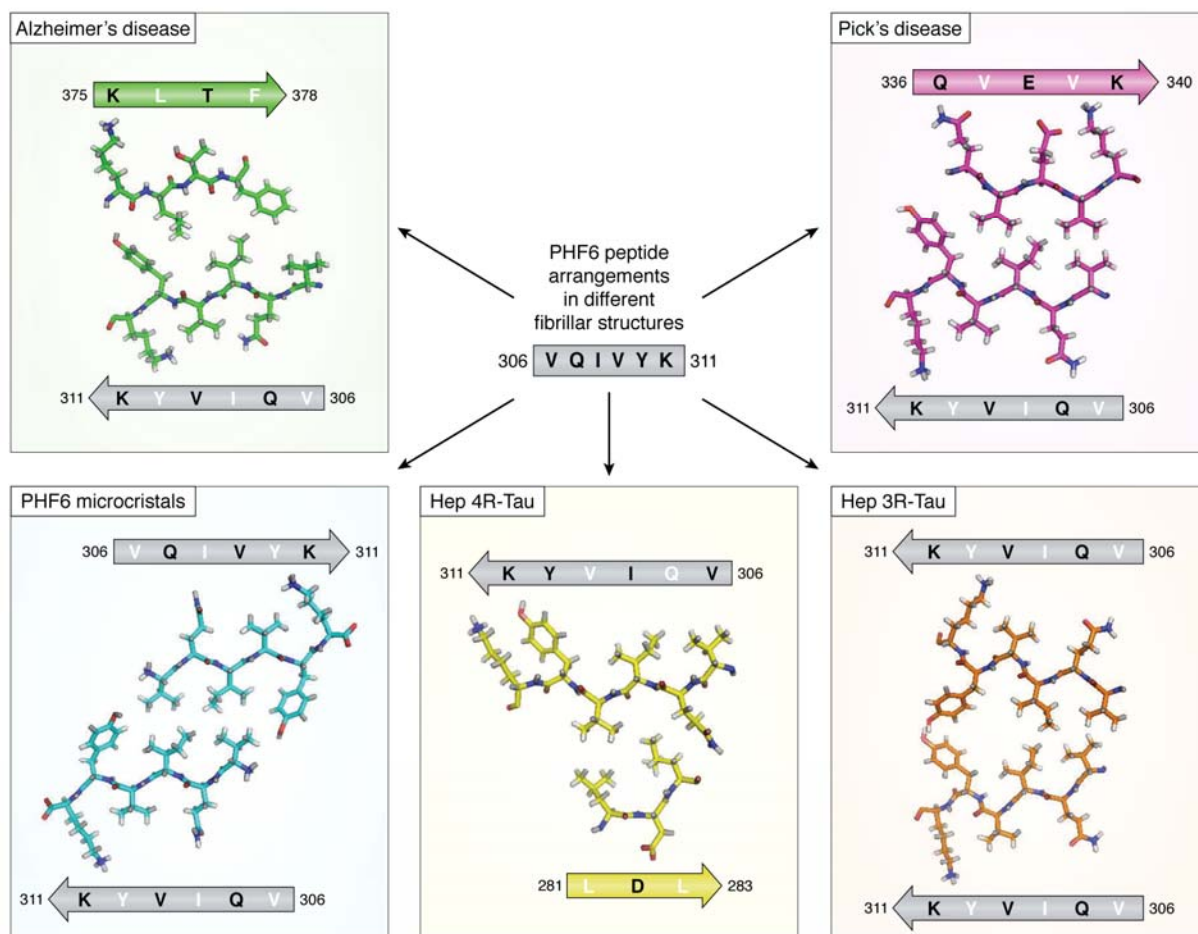 Alzheimer's disease
375 K L T F 378
311 K Y V I Q V 306
Pick's disease
336 Q V E V K 340
311 K Y V I Q V 306
PHF6 peptide
arrangements
in different
fibrillar structures
306 V Q I V Y K 311
PHF6 microcristals
306 V Q I V Y K 311
311 K Y V I Q V 306
Hep 4R-Tau
311 K Y V I Q V 306
281 L D L 283
Hep 3R-Tau
311 K Y V I Q V 306
311 K Y V I Q V 306